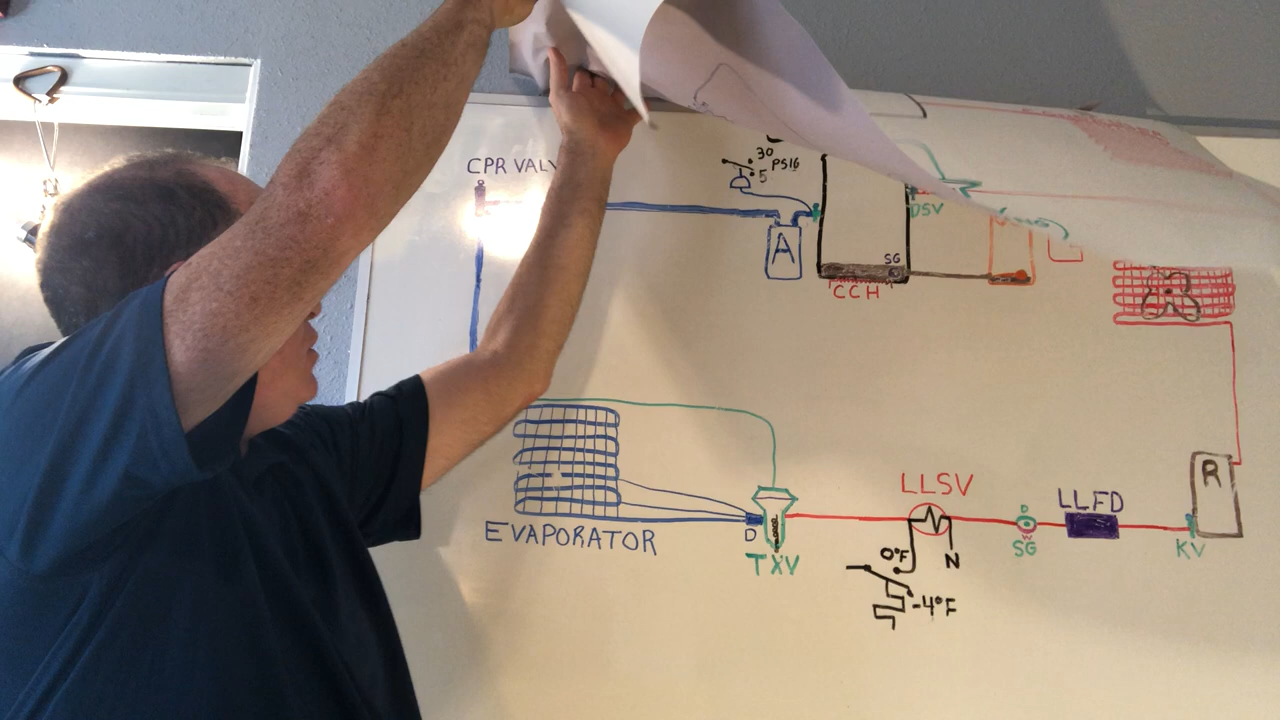 CPR VALV
30
PSIG
5
A
DSV
SG
CCH
R
LLSV
LLFD
EVAPORATOR
D
TXV
0°F
N
-4°F
D
SG
KV